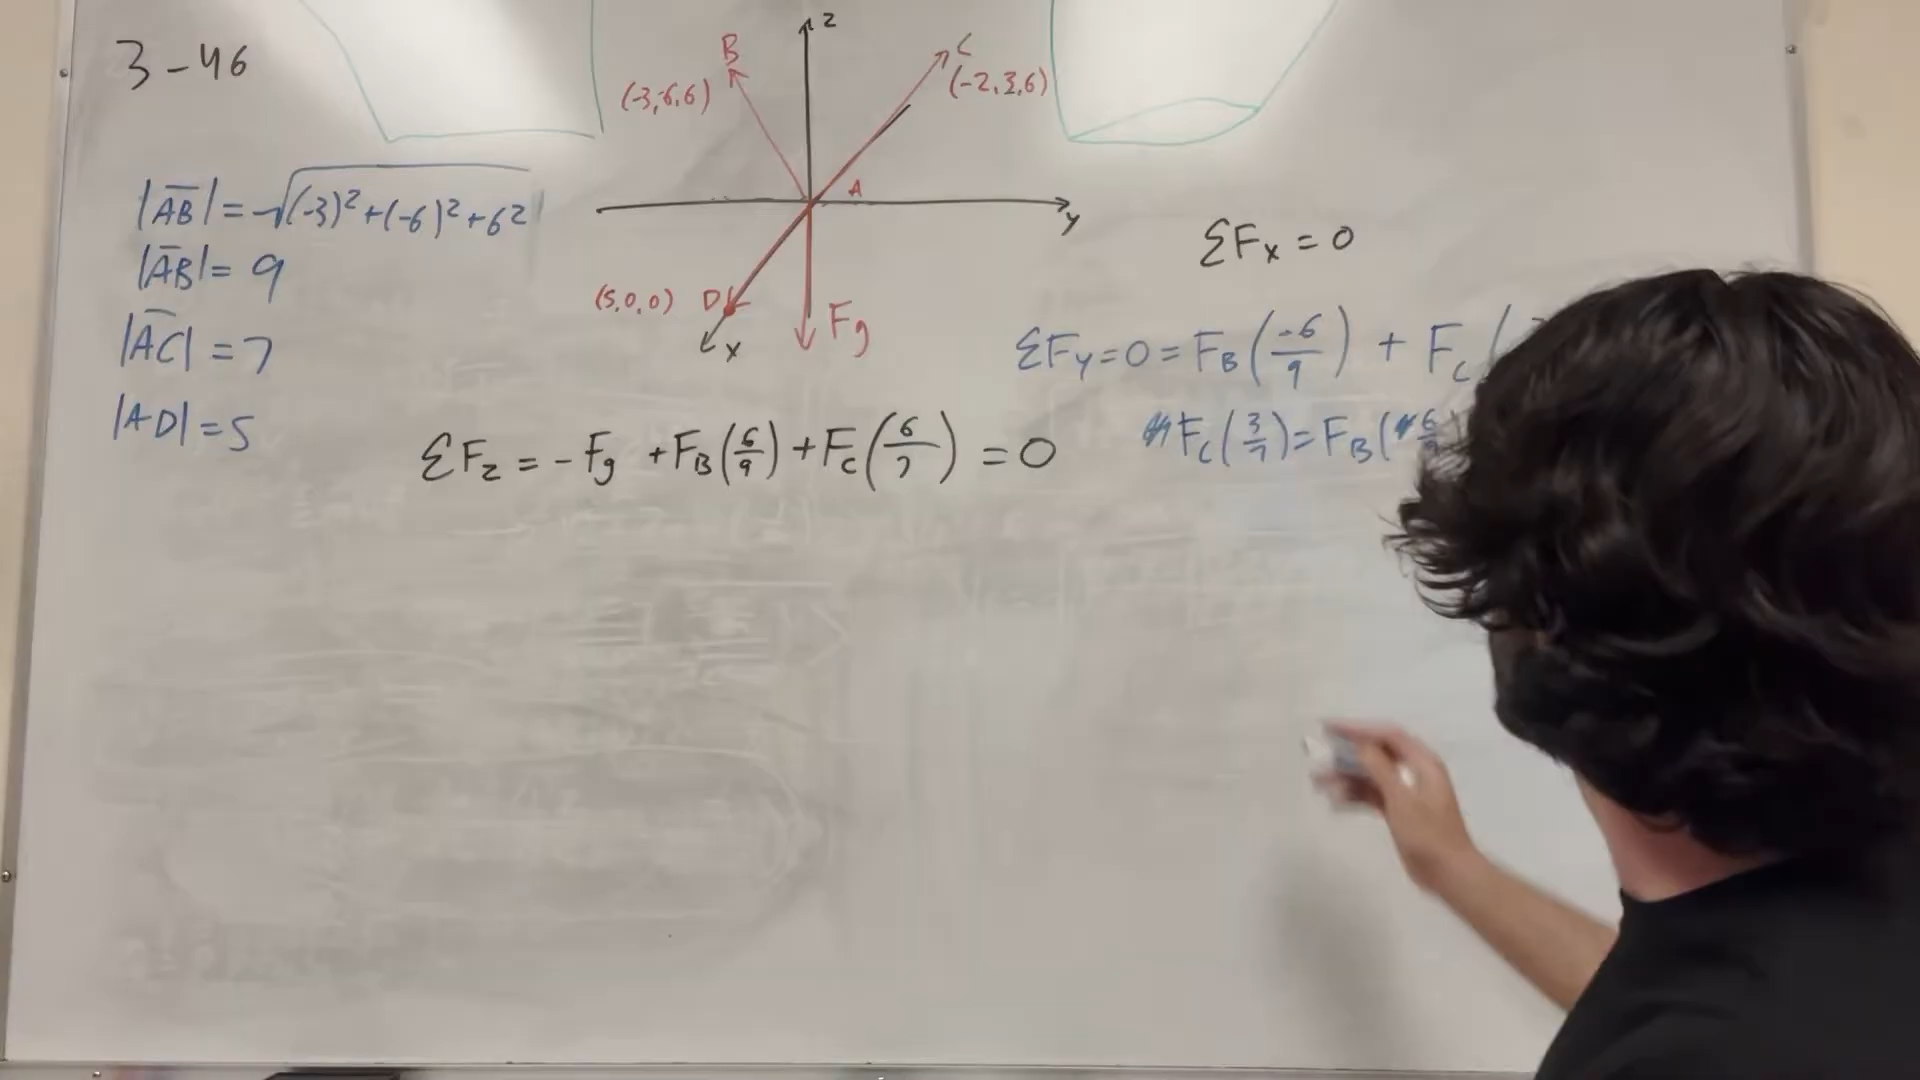 3-46
z
B
C
(-3,-6,6)
(-2,3,6)
A
y
|AB| = √(-3)²+(-6)²+6²
|AB| = 9
|AC| = 7
|AD| = 5
(5,0,0) D
x
Fg
ΣFx = 0
ΣFy = 0 = FB(-6/9) + FC(
FC(3/7) = FB(6/9)
ΣFz = -Fg + FB(6/9) + FC(6/7) = 0